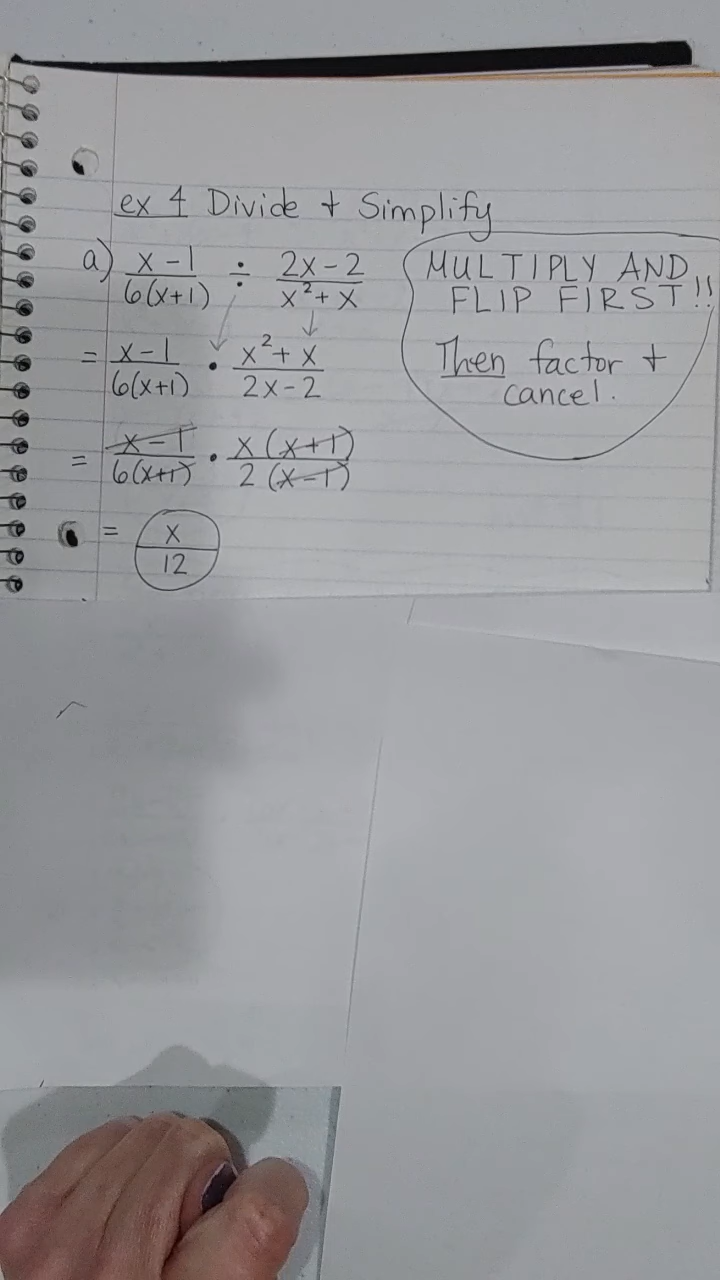 ex 4 Divide + Simplify
a) x-1/6(x+1) ÷ 2x-2/x²+x
= x-1/6(x+1) • x²+x/2x-2
= x-1/6(x+1) • x(x+1)/2(x-1)
= x/12
MULTIPLY AND
FLIP FIRST!!
Then factor +
cancel.